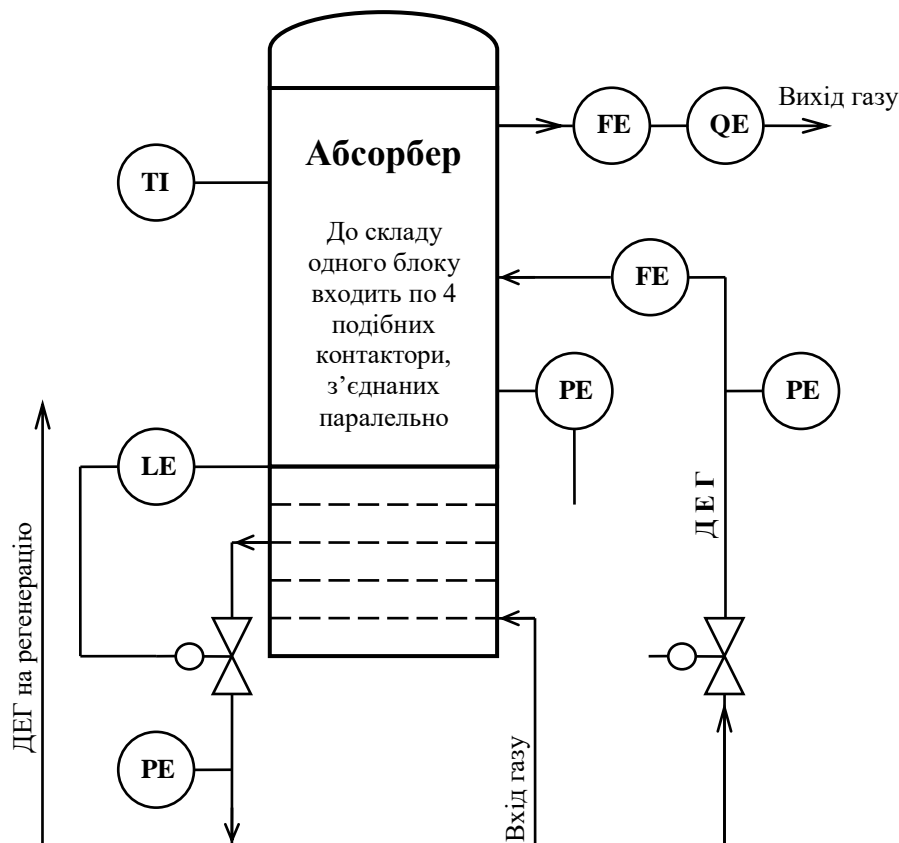 Вихід газу
FE
QE
Абсорбер
TI
До складу
одного блоку
входить по 4
подібних
контактори,
з’єднаних
паралельно
FE
PE
PE
LE
Д Е Г
ДЕГ на регенерацію
PE
Вхід газу